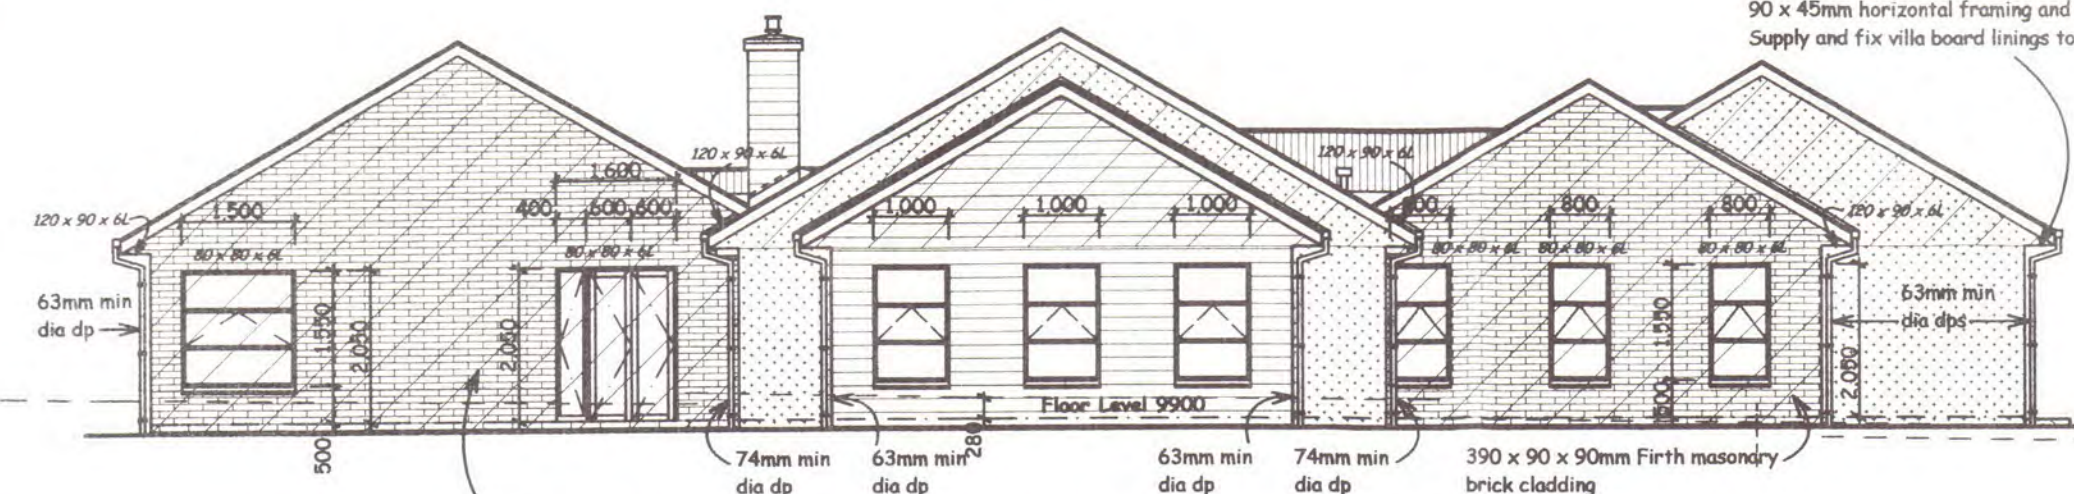 90 x 45mm horizontal framing and
Supply and fix villa board linings to
120 x 90 x 6L
120 x 90 x 6L
1,600
120 x 90 x 6L
1,500
400
600
600
1,000
1,000
1,000
800
800
120 x 90 x 6L
80 x 80 x 6L
80 x 80 x 6L
80 x 80 x 6L
80 x 80 x 6L
80 x 80 x 6L
63mm min
dia dp
1,550
2,050
2,050
1,550
63mm min
dia dps
2,050
Floor Level 9900
500
280
74mm min
dia dp
63mm min
dia dp
63mm min
dia dp
74mm min
dia dp
390 x 90 x 90mm Firth masonry
brick cladding